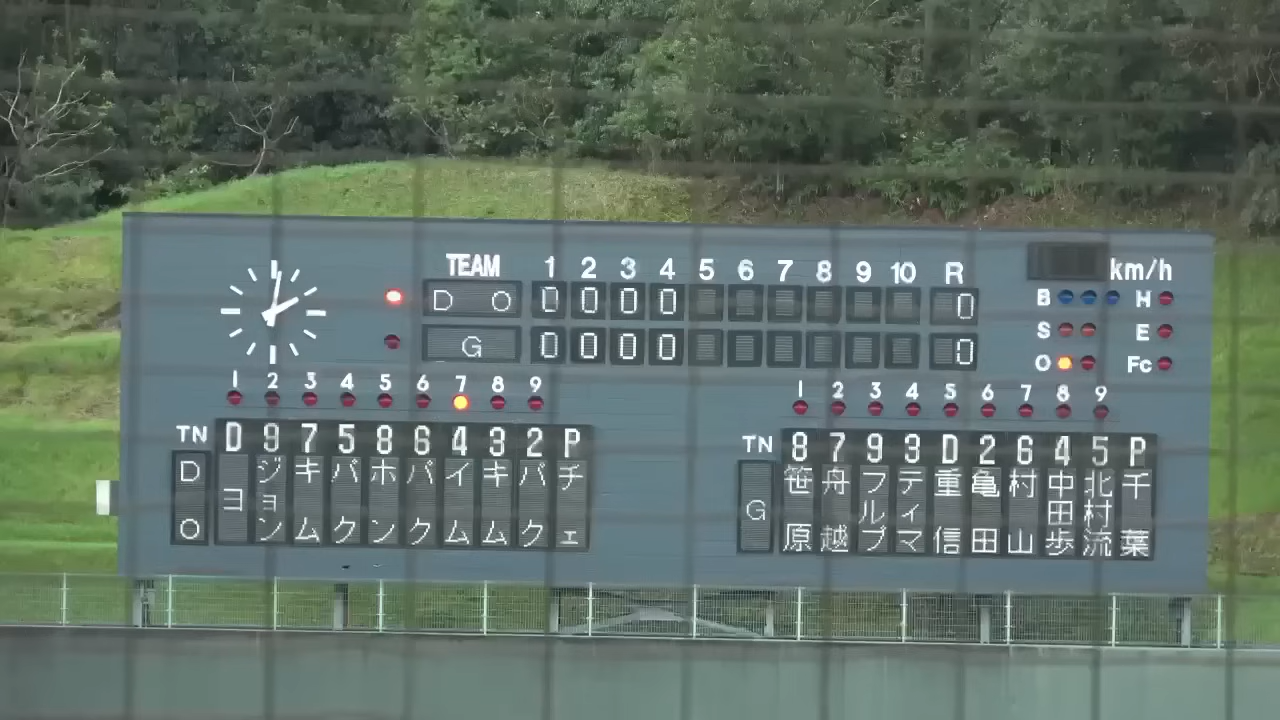 TEAM 1 2 3 4 5 6 7 8 9 10 R
D O 0 0 0 0 0
G 0 0 0 0 0
km/h
B H
S E
O Fc
1 2 3 4 5 6 7 8 9
TN D 9 7 5 8 6 4 3 2 P
D O ヨ ジョン キム パク ホン パク イム キム パク チェ
1 2 3 4 5 6 7 8 9
TN 8 7 9 3 D 2 6 4 5 P
G 笹原 舟越 フルプ ティマ 重信 亀田 村山 中田歩 北村流 千葉